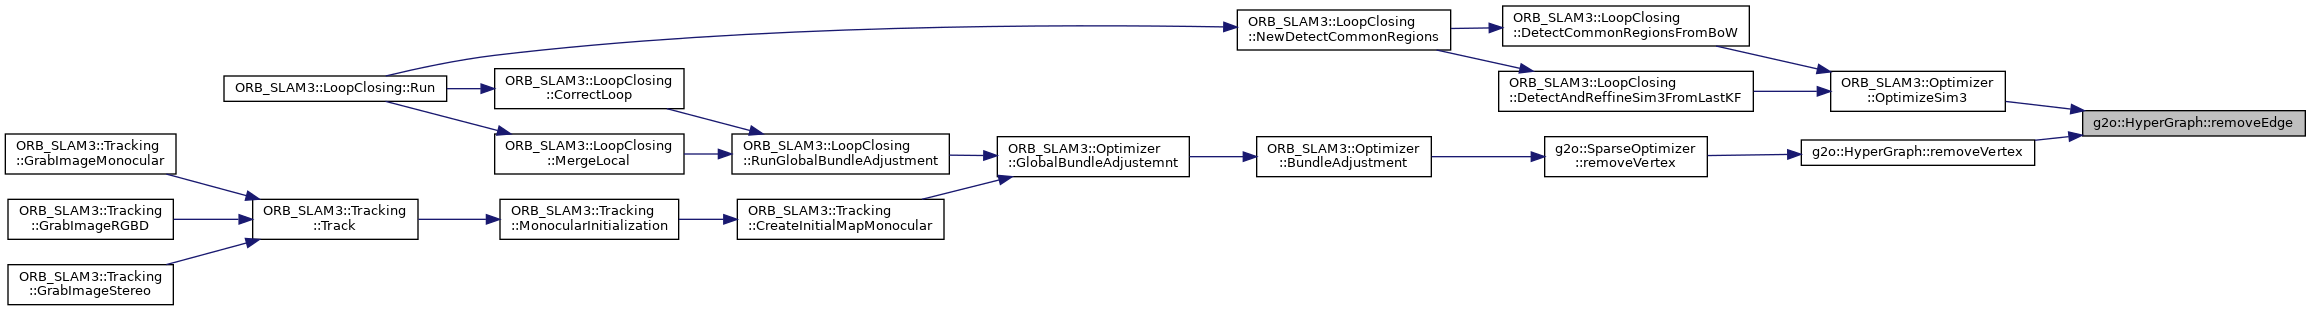 ORB_SLAM3::LoopClosing
::NewDetectCommonRegions
ORB_SLAM3::LoopClosing
::DetectCommonRegionsFromBoW
ORB_SLAM3::LoopClosing::Run
ORB_SLAM3::LoopClosing
::CorrectLoop
ORB_SLAM3::LoopClosing
::DetectAndReffineSim3FromLastKF
ORB_SLAM3::Optimizer
::OptimizeSim3
g2o::HyperGraph::removeEdge
ORB_SLAM3::Tracking
::GrabImageMonocular
ORB_SLAM3::LoopClosing
::MergeLocal
ORB_SLAM3::LoopClosing
::RunGlobalBundleAdjustment
ORB_SLAM3::Optimizer
::GlobalBundleAdjustemnt
ORB_SLAM3::Optimizer
::BundleAdjustment
g2o::SparseOptimizer
::removeVertex
g2o::HyperGraph::removeVertex
ORB_SLAM3::Tracking
::GrabImageRGBD
ORB_SLAM3::Tracking
::Track
ORB_SLAM3::Tracking
::MonocularInitialization
ORB_SLAM3::Tracking
::CreateInitialMapMonocular
ORB_SLAM3::Tracking
::GrabImageStereo